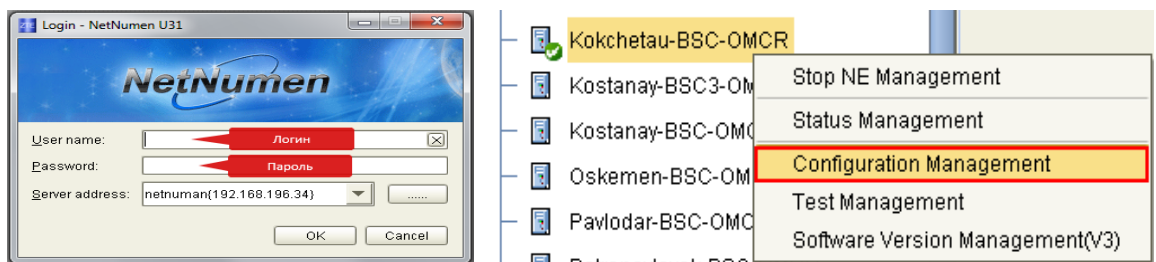 Login - NetNumen U31
NetNumen
User name: Логин
Password: Пароль
Server address: netnuman{192.168.196.34} ......
OK Cancel
Kokchetau-BSC-OMCR
Kostanay-BSC3-OM
Kostanay-BSC-OMC
Oskemen-BSC-OM
Pavlodar-BSC-OMC
Stop NE Management
Status Management
Configuration Management
Test Management
Software Version Management(V3)